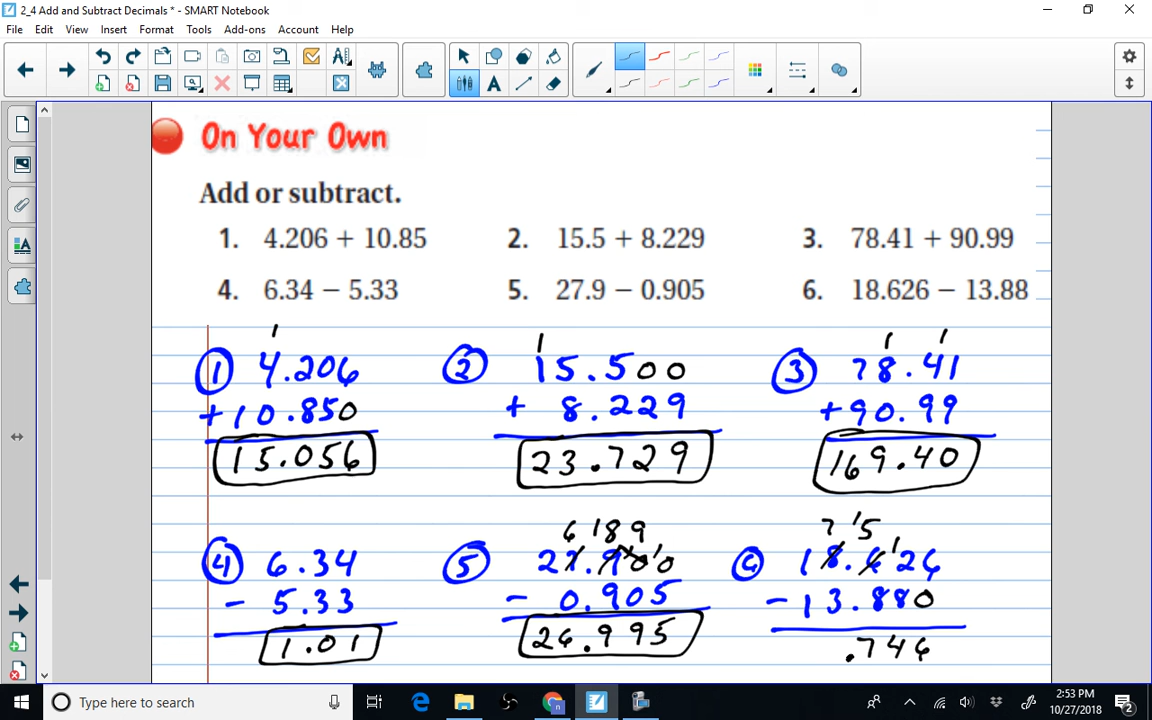 2_4 Add and Subtract Decimals * - SMART Notebook
File Edit View Insert Format Tools Add-ons Account Help
On Your Own
Add or subtract.
1. 4.206 + 10.85 2. 15.5 + 8.229 3. 78.41 + 90.99
4. 6.34 − 5.33 5. 27.9 − 0.905 6. 18.626 − 13.88
1 1 1 1
1 4.206 2 15.500 3 78.41
+10.850 + 8.229 +90.99
15.056 23.729 169.40
6 18 9 7 15
4 6.34 5 27.900 6 18.626
- 5.33 - 0.905 -13.880
1.01 26.995 .746
Type here to search
2:53 PM
10/27/2018
2